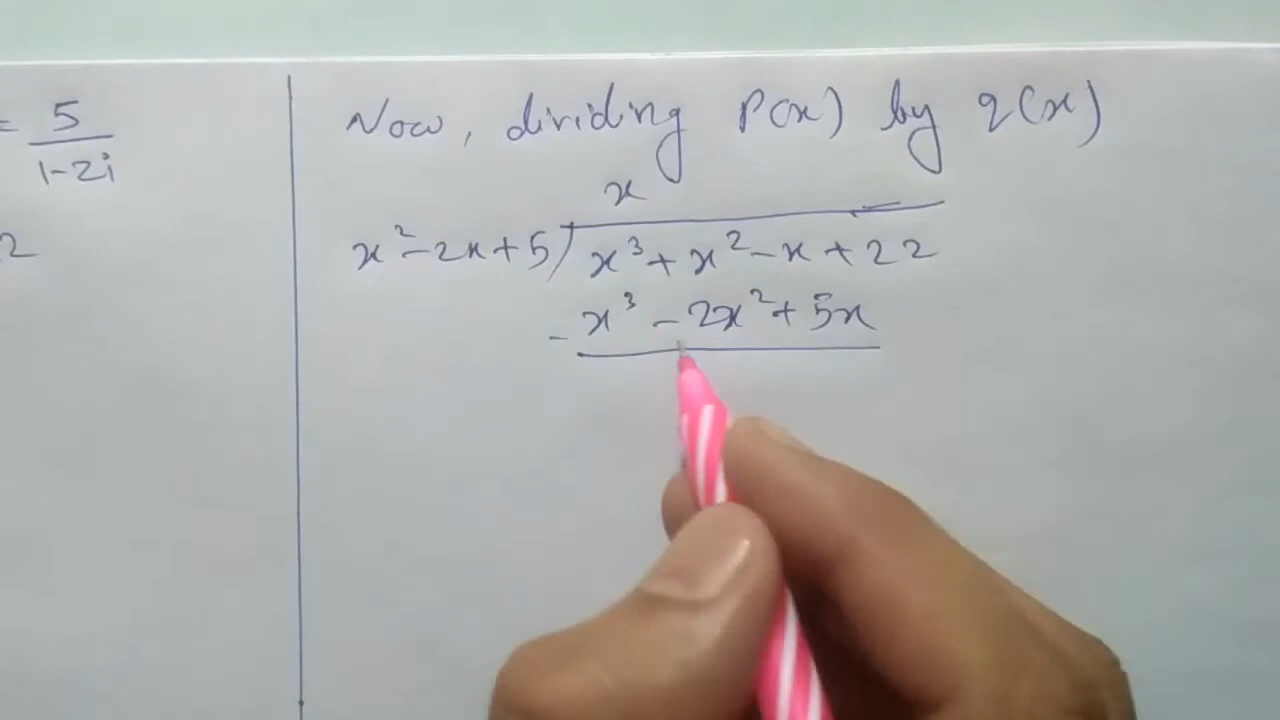 = 5
1-2i
2
Now, dividing P(x) by q(x)
x
x²-2x+5) x³+x²-x+22
- x³ -2x²+5x